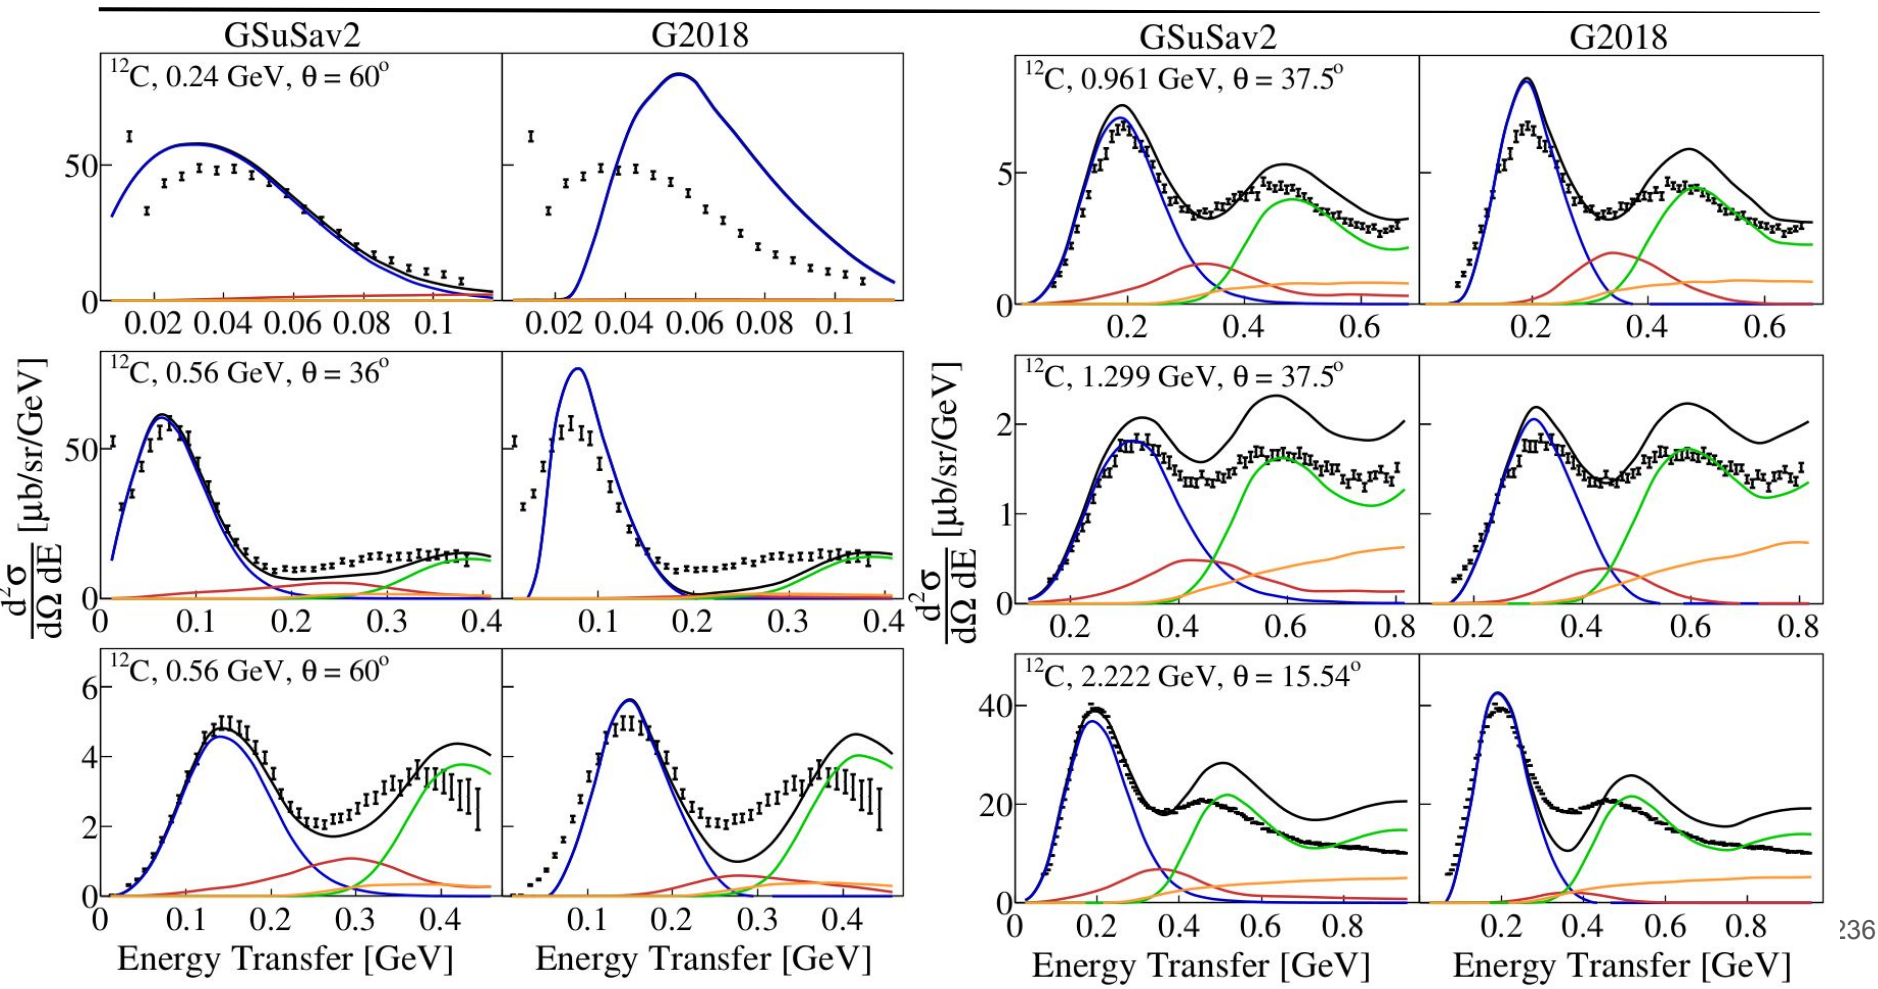 GSuSav2 G2018 GSuSav2 G2018
¹²C, 0.24 GeV, θ = 60°
50
0
0.02 0.04 0.06 0.08 0.1
0.02 0.04 0.06 0.08 0.1
¹²C, 0.56 GeV, θ = 36°
50
0
0 0.1 0.2 0.3 0.4
0.1 0.2 0.3 0.4
¹²C, 0.56 GeV, θ = 60°
6
4
2
0
0 0.1 0.2 0.3 0.4
0.1 0.2 0.3 0.4
d²σ/dΩ dE [μb/sr/GeV]
Energy Transfer [GeV] Energy Transfer [GeV]
¹²C, 0.961 GeV, θ = 37.5°
5
0
0.2 0.4 0.6
0.2 0.4 0.6
¹²C, 1.299 GeV, θ = 37.5°
2
1
0
0.2 0.4 0.6 0.8
0.2 0.4 0.6 0.8
¹²C, 2.222 GeV, θ = 15.54°
40
20
0
0 0.2 0.4 0.6 0.8
0.2 0.4 0.6 0.8
d²σ/dΩ dE [μb/sr/GeV]
Energy Transfer [GeV] Energy Transfer [GeV]
236